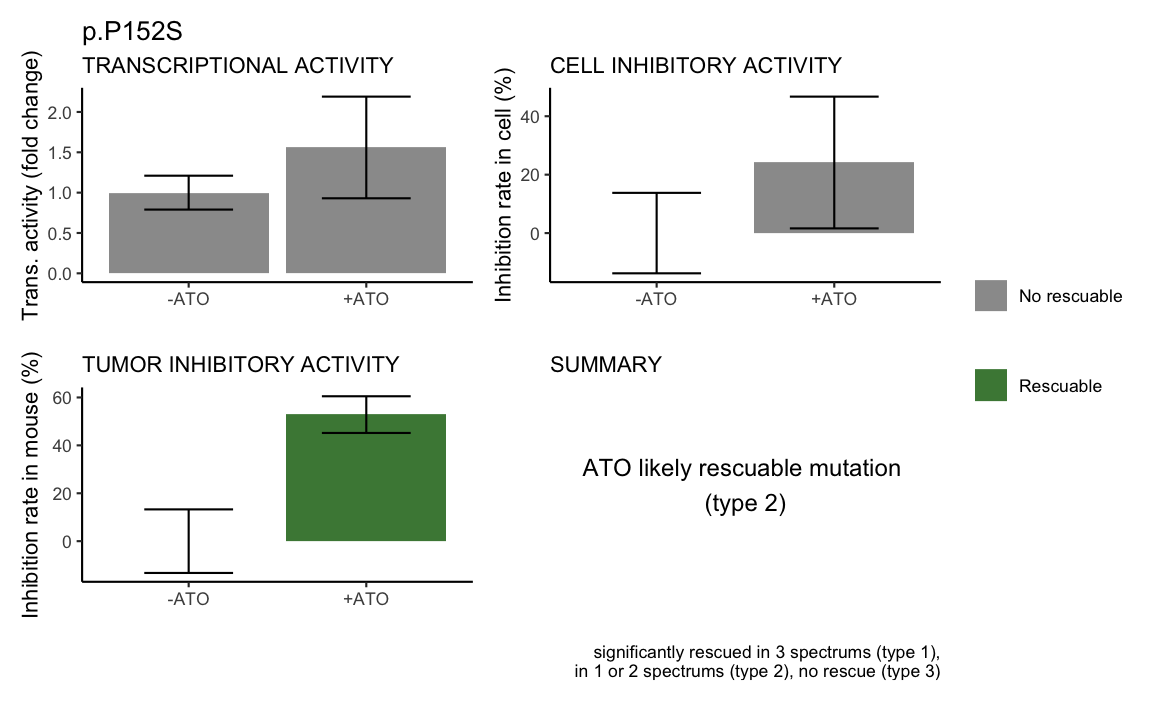 p.P152S
TRANSCRIPTIONAL ACTIVITY
Trans. activity (fold change)
2.0
1.5
1.0
0.5
0.0
-ATO
+ATO
CELL INHIBITORY ACTIVITY
Inhibition rate in cell (%)
40
20
0
-ATO
+ATO
No rescuable
Rescuable
TUMOR INHIBITORY ACTIVITY
Inhibition rate in mouse (%)
60
40
20
0
-ATO
+ATO
SUMMARY
ATO likely rescuable mutation
(type 2)
significantly rescued in 3 spectrums (type 1),
in 1 or 2 spectrums (type 2), no rescue (type 3)